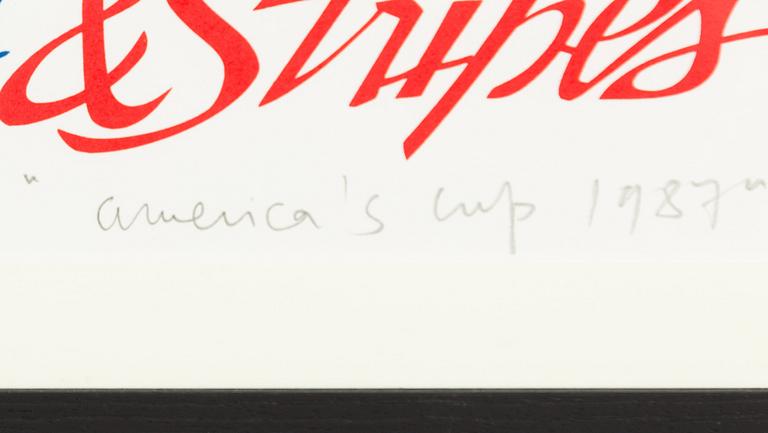 & Stripes
"america's cup 1987"